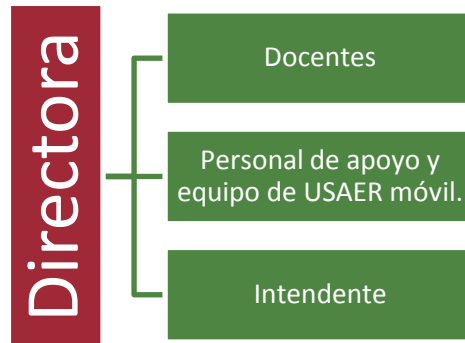 Directora
Docentes
Personal de apoyo y
equipo de USAER móvil.
Intendente